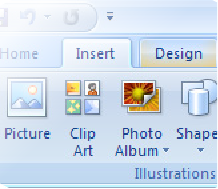 Home Insert Design
Picture Clip Art Photo Album Shape
Illustrations